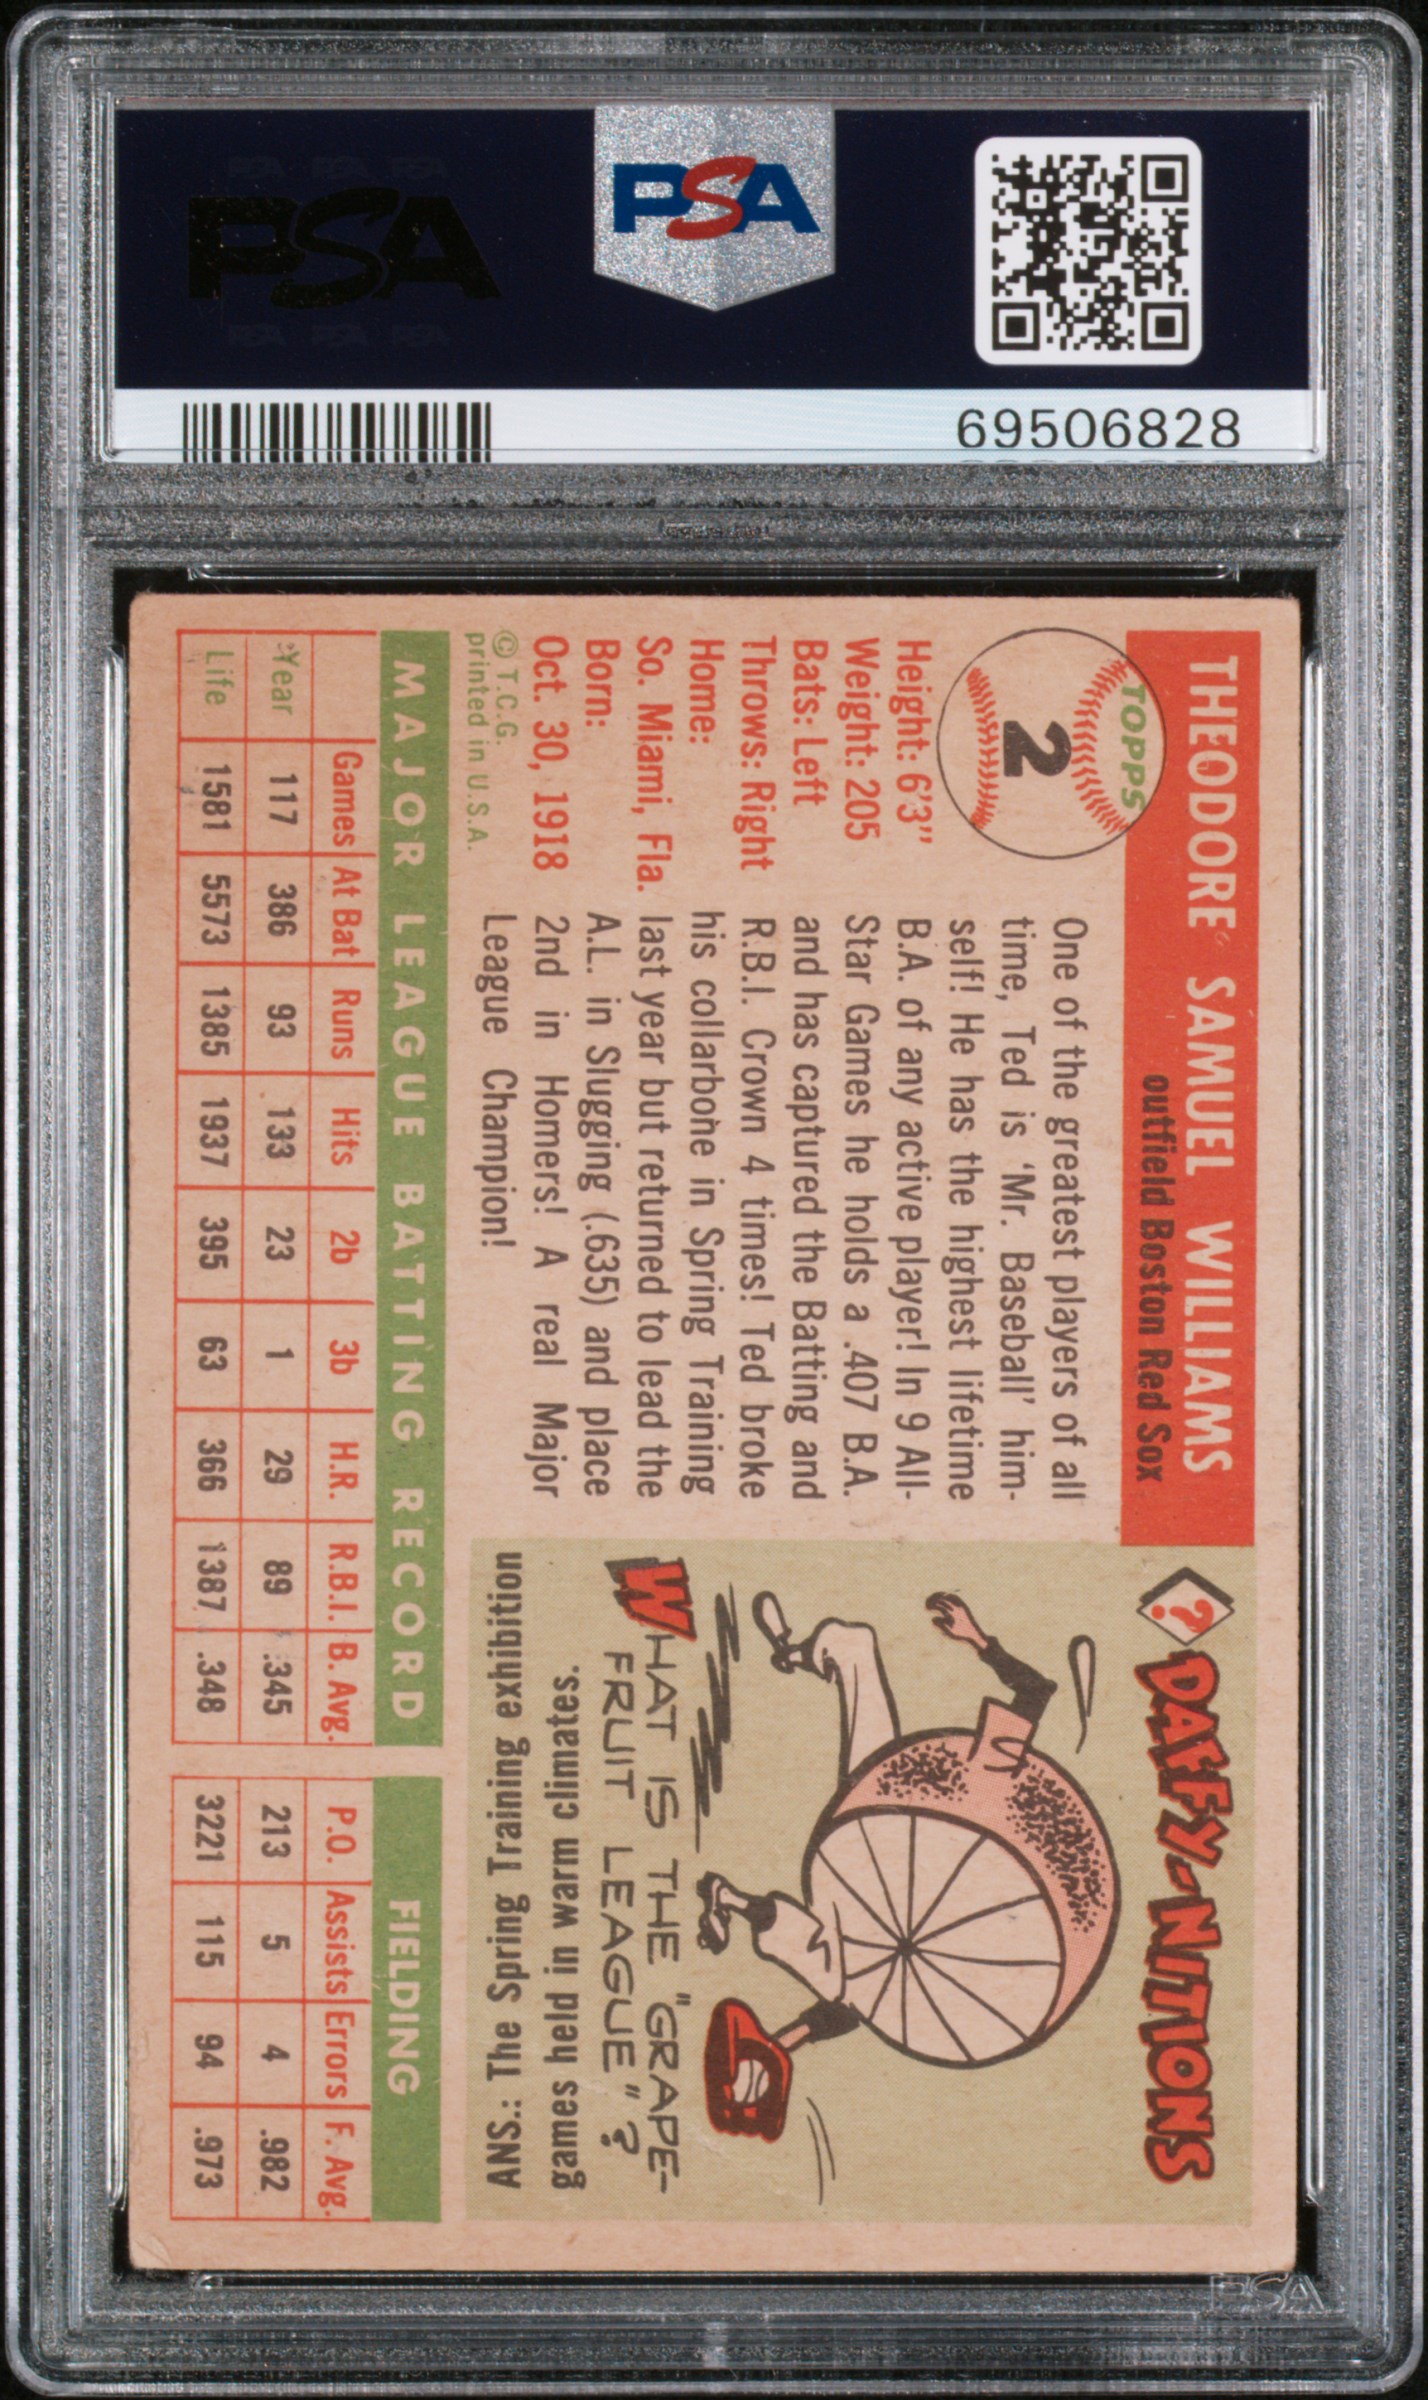 PSA
PSA
69506828
THEODORE SAMUEL WILLIAMS
outfield Boston Red Sox
TOPPS
2
Height: 6'3"
Weight: 205
Bats: Left
Throws: Right
Home:
So. Miami, Fla.
Born:
Oct. 30, 1918
© T.C.G.
printed in U.S.A.
One of the greatest players of all
time, Ted is 'Mr. Baseball' him-
self! He has the highest lifetime
B.A. of any active player! In 9 All-
Star Games he holds a .407 B.A.
and has captured the Batting and
R.B.I. Crown 4 times! Ted broke
his collarbone in Spring Training
last year but returned to lead the
A.L. in Slugging (.635) and place
2nd in Homers! A real Major
League Champion!
? DAFFY-NITIONS
WHAT IS THE "GRAPE-
FRUIT LEAGUE"?
ANS.: The Spring Training exhibition
games held in warm climates.
MAJOR LEAGUE BATTING RECORD
Games At Bat Runs Hits 2b 3b H.R. R.B.I. B. Avg.
Year 117 386 93 133 23 1 29 89 .345
Life 1581 5573 1385 1937 395 63 366 1387 .348
FIELDING
P.O. Assists Errors F. Avg.
213 5 4 .982
3221 115 94 .973
PSA